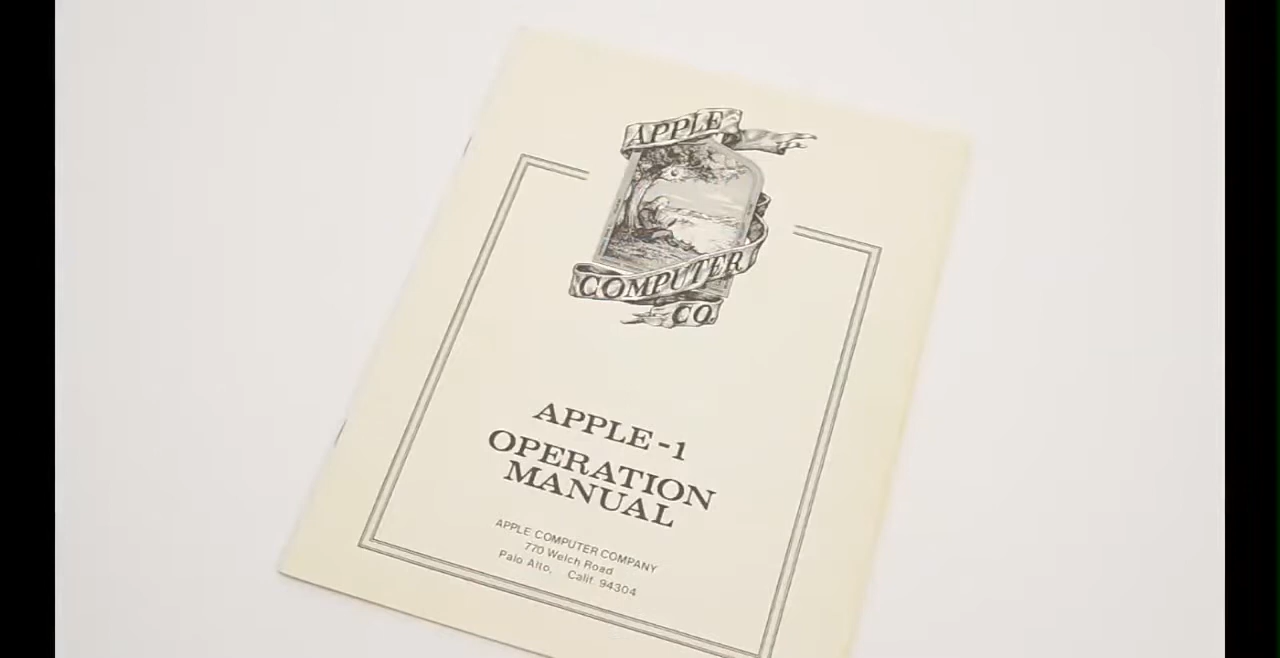 APPLE
COMPUTER
CO.
APPLE-1
OPERATION
MANUAL
APPLE COMPUTER COMPANY
770 Welch Road
Palo Alto, Calif. 94304